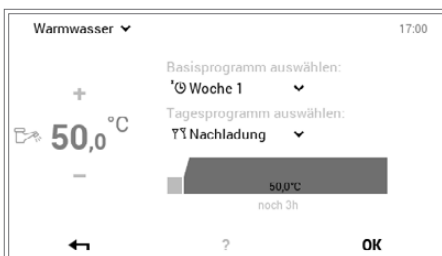 Warmwasser
17:00
Basisprogramm auswählen:
Woche 1
Tagesprogramm auswählen:
Nachladung
50,0 °C
50,0°C
noch 3h
? OK